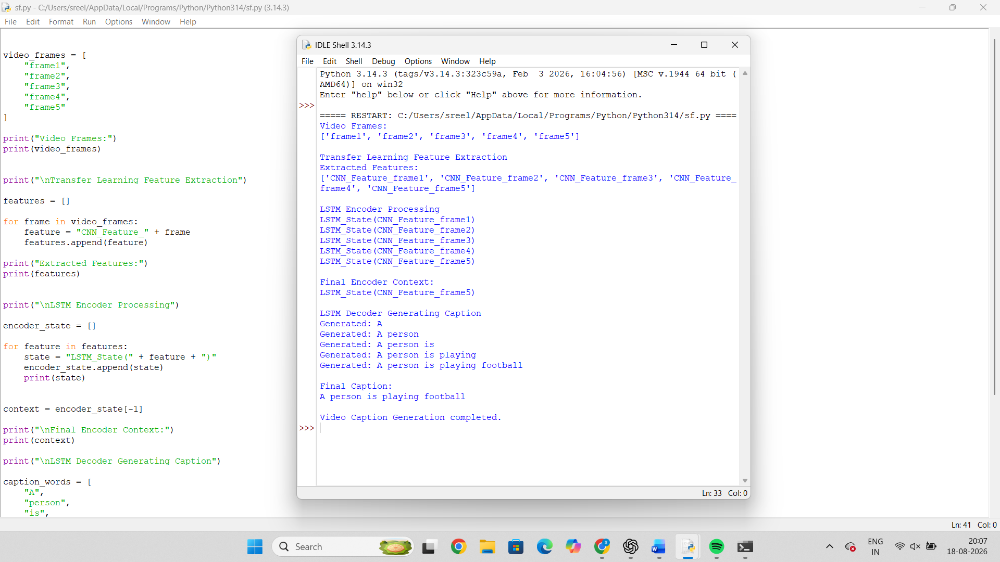 sf.py - C:/Users/sreel/AppData/Local/Programs/Python/Python314/sf.py (3.14.3)
File Edit Format Run Options Window Help
video_frames = [
    "frame1",
    "frame2",
    "frame3",
    "frame4",
    "frame5"
]
print("Video Frames:")
print(video_frames)
print("\nTransfer Learning Feature Extraction")
features = []
for frame in video_frames:
    feature = "CNN_Feature_" + frame
    features.append(feature)
print("Extracted Features:")
print(features)
print("\nLSTM Encoder Processing")
encoder_state = []
for feature in features:
    state = "LSTM_State(" + feature + ")"
    encoder_state.append(state)
    print(state)
context = encoder_state[-1]
print("\nFinal Encoder Context:")
print(context)
print("\nLSTM Decoder Generating Caption")
caption_words = [
    "A",
    "person",
    "is",
IDLE Shell 3.14.3
File Edit Shell Debug Options Window Help
Python 3.14.3 (tags/v3.14.3:323c59a, Feb  3 2026, 16:04:56) [MSC v.1944 64 bit (
AMD64)] on win32
Enter "help" below or click "Help" above for more information.
>>>
===== RESTART: C:/Users/sreel/AppData/Local/Programs/Python/Python314/sf.py ====
Video Frames:
['frame1', 'frame2', 'frame3', 'frame4', 'frame5']
Transfer Learning Feature Extraction
Extracted Features:
['CNN_Feature_frame1', 'CNN_Feature_frame2', 'CNN_Feature_frame3', 'CNN_Feature_
frame4', 'CNN_Feature_frame5']
LSTM Encoder Processing
LSTM_State(CNN_Feature_frame1)
LSTM_State(CNN_Feature_frame2)
LSTM_State(CNN_Feature_frame3)
LSTM_State(CNN_Feature_frame4)
LSTM_State(CNN_Feature_frame5)
Final Encoder Context:
LSTM_State(CNN_Feature_frame5)
LSTM Decoder Generating Caption
Generated: A
Generated: A person
Generated: A person is
Generated: A person is playing
Generated: A person is playing football
Final Caption:
A person is playing football
Video Caption Generation completed.
>>>
Ln: 33 Col: 0
Ln: 41 Col: 0
Search
ENG
IN
20:07
18-08-2026